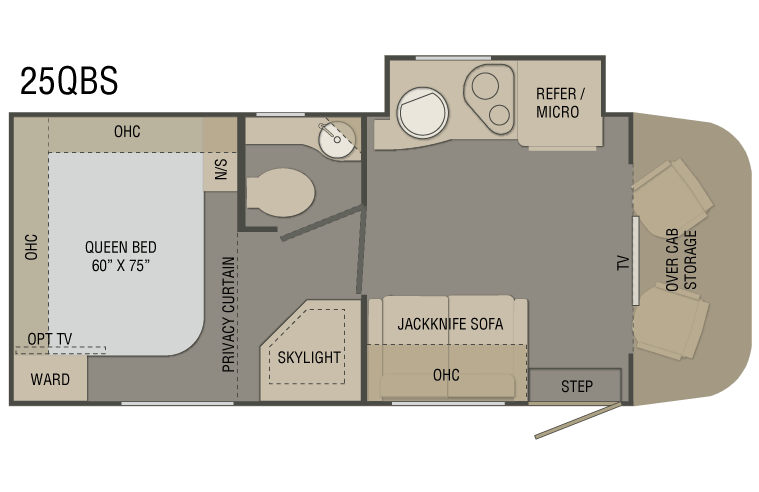 25QBS
OHC
N/S
REFER /
MICRO
OHC
QUEEN BED
60” X 75”
PRIVACY CURTAIN
TV
OVER CAB
STORAGE
OPT TV
WARD
SKYLIGHT
JACKKNIFE SOFA
OHC
STEP